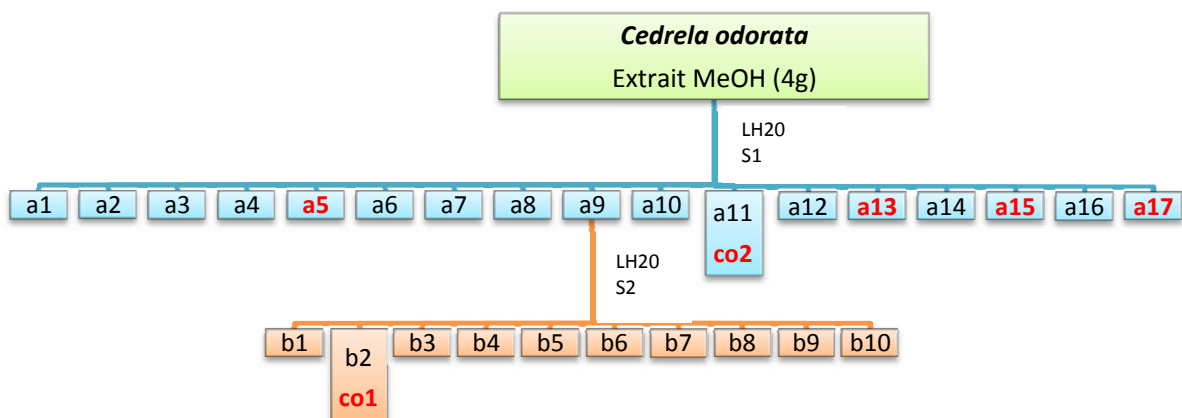 Cedrela odorata
Extrait MeOH (4g)
LH20
S1
a1 a2 a3 a4 a5 a6 a7 a8 a9 a10 a11 a12 a13 a14 a15 a16 a17
co2
LH20
S2
b1 b2 b3 b4 b5 b6 b7 b8 b9 b10
co1